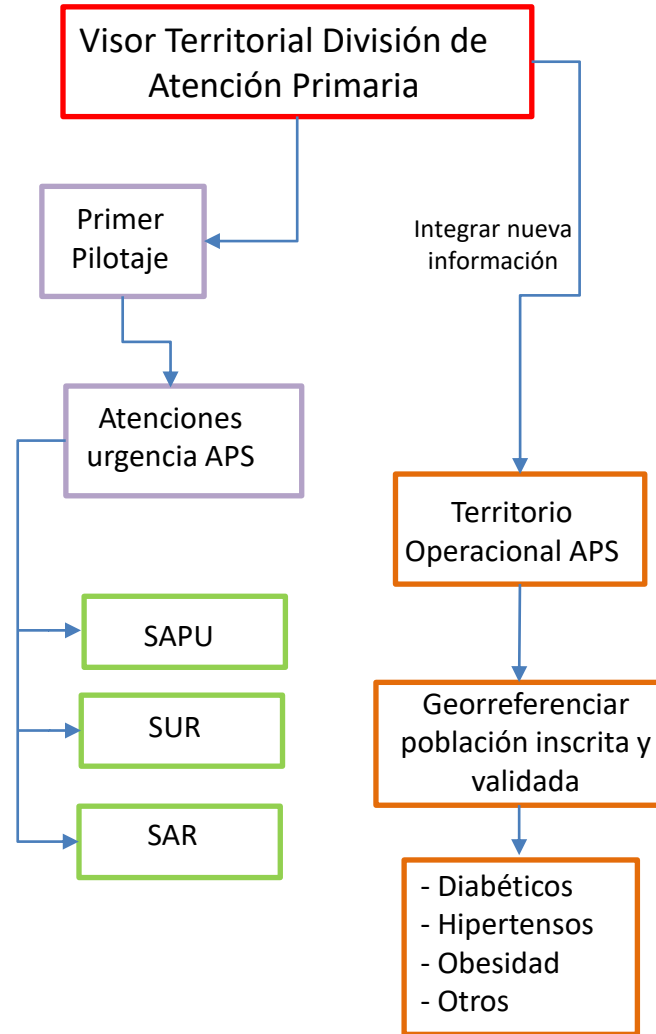 Visor Territorial División de
Atención Primaria
Primer
Pilotaje
Integrar nueva
información
Atenciones
urgencia APS
Territorio
Operacional APS
SAPU
SUR
SAR
Georreferenciar
población inscrita y
validada
- Diabéticos
- Hipertensos
- Obesidad
- Otros